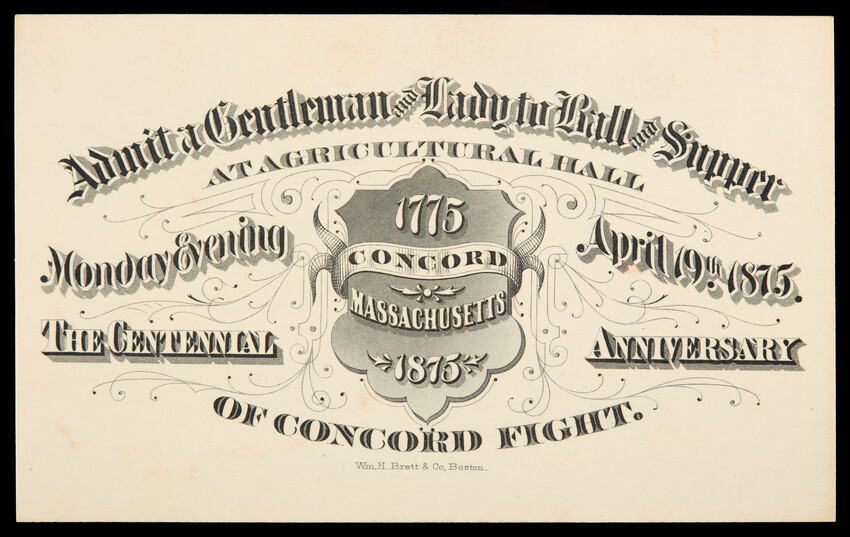 Admit a Gentleman and Lady to Ball and Supper
AT AGRICULTURAL HALL
Monday Evening
April 19th 1875.
1775
CONCORD
MASSACHUSETTS
1875
THE CENTENNIAL
ANNIVERSARY
OF CONCORD FIGHT.
Wm. H. Brett & Co, Boston.